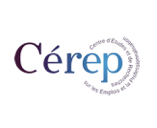 Cérep
Centre d'Études et de Recherches
sur les Emplois et la Professionnalisation